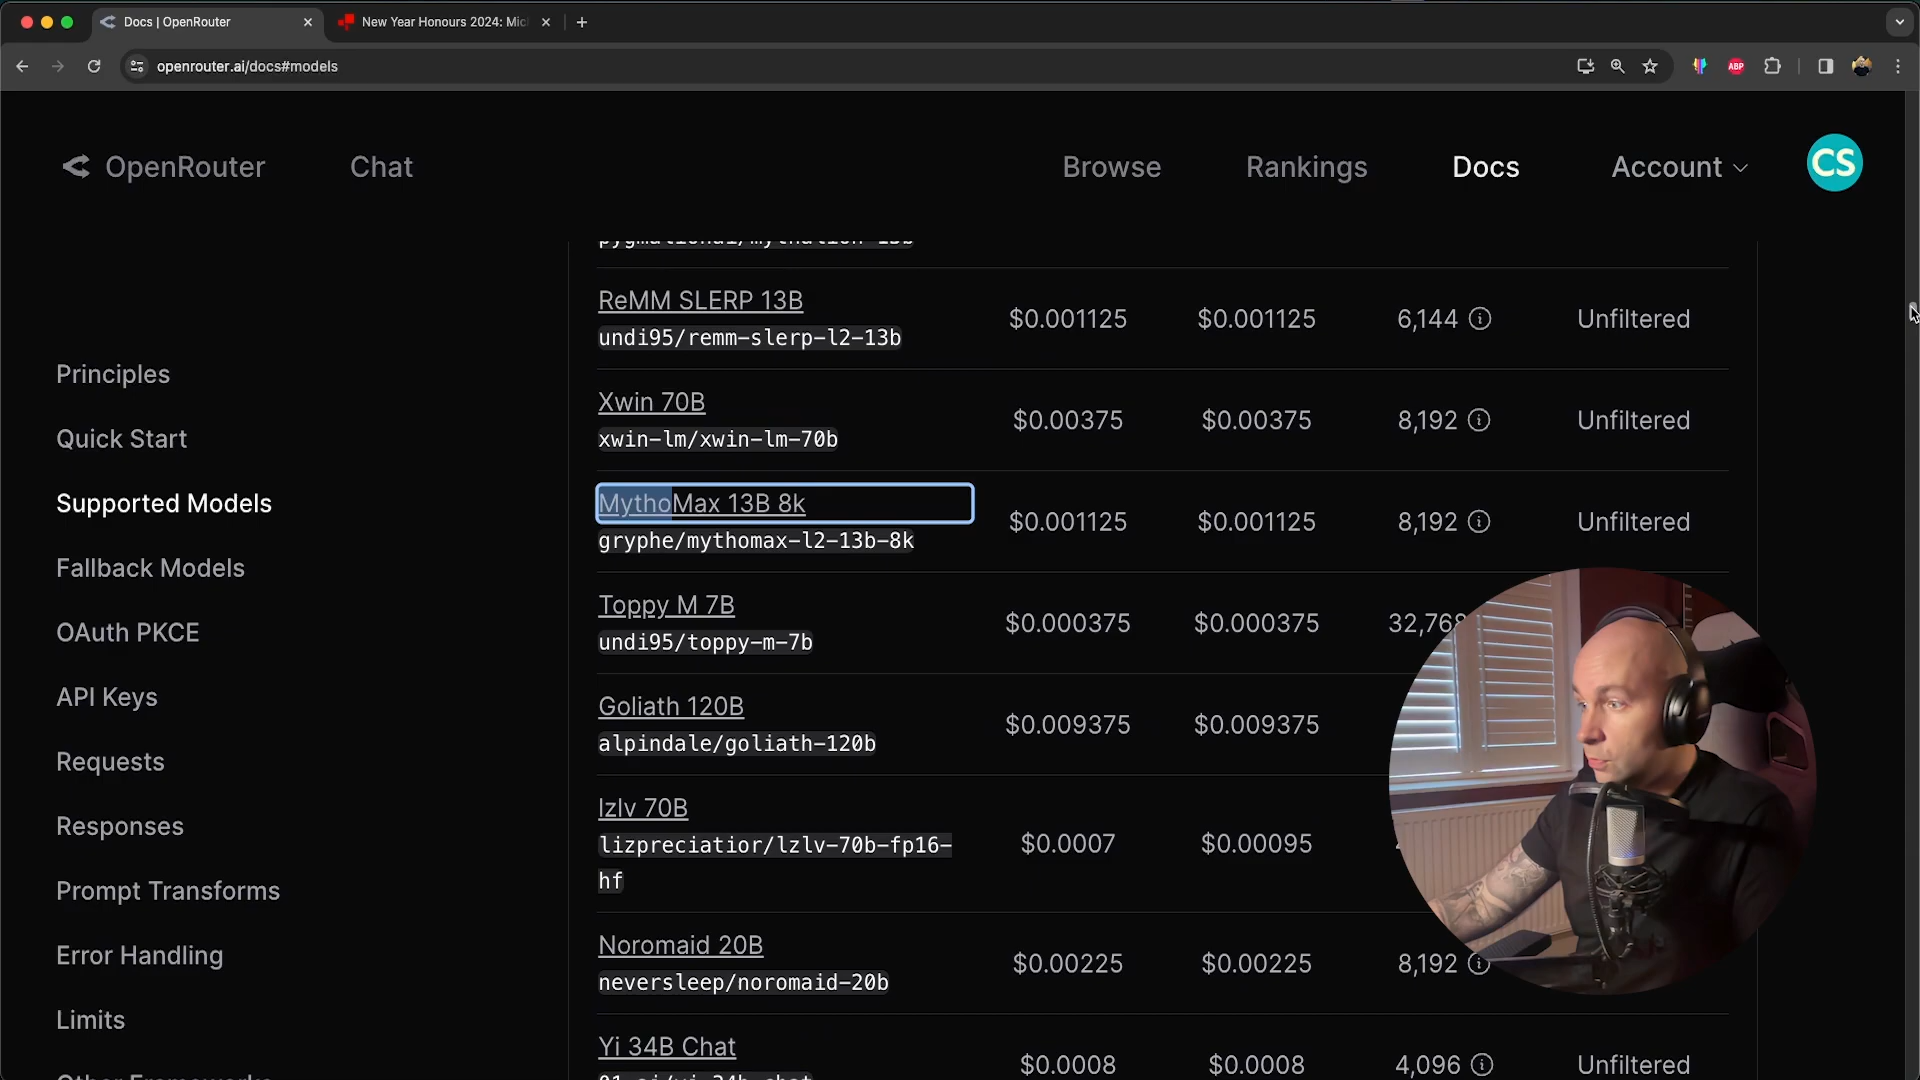 Docs | OpenRouter
New Year Honours 2024: Mic
openrouter.ai/docs#models
ABP
OpenRouter
Chat
Browse
Rankings
Docs
Account
CS
Principles
Quick Start
Supported Models
Fallback Models
OAuth PKCE
API Keys
Requests
Responses
Prompt Transforms
Error Handling
Limits
ReMM SLERP 13B
undi95/remm-slerp-l2-13b
$0.001125 $0.001125 6,144 Unfiltered
Xwin 70B
xwin-lm/xwin-lm-70b
$0.00375 $0.00375 8,192 Unfiltered
MythoMax 13B 8k
gryphe/mythomax-l2-13b-8k
$0.001125 $0.001125 8,192 Unfiltered
Toppy M 7B
undi95/toppy-m-7b
$0.000375 $0.000375 32,768
Goliath 120B
alpindale/goliath-120b
$0.009375 $0.009375
lzlv 70B
lizpreciatior/lzlv-70b-fp16-
hf
$0.0007 $0.00095
Noromaid 20B
neversleep/noromaid-20b
$0.00225 $0.00225 8,192
Yi 34B Chat
$0.0008 $0.0008 4,096 Unfiltered